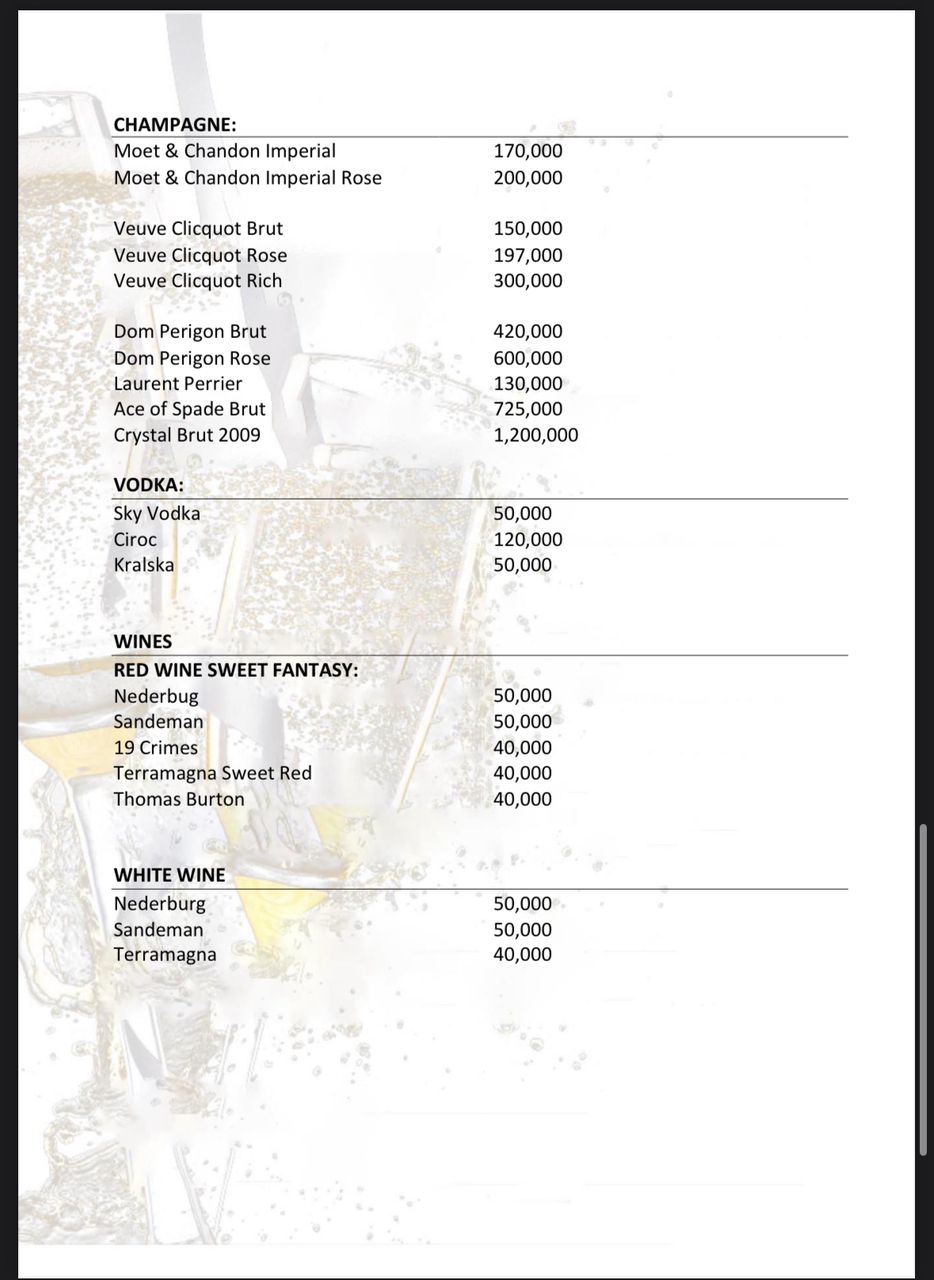 CHAMPAGNE:
Moet & Chandon Imperial 170,000
Moet & Chandon Imperial Rose 200,000
Veuve Clicquot Brut 150,000
Veuve Clicquot Rose 197,000
Veuve Clicquot Rich 300,000
Dom Perigon Brut 420,000
Dom Perigon Rose 600,000
Laurent Perrier 130,000
Ace of Spade Brut 725,000
Crystal Brut 2009 1,200,000
VODKA:
Sky Vodka 50,000
Ciroc 120,000
Kralska 50,000
WINES
RED WINE SWEET FANTASY:
Nederbug 50,000
Sandeman 50,000
19 Crimes 40,000
Terramagna Sweet Red 40,000
Thomas Burton 40,000
WHITE WINE
Nederburg 50,000
Sandeman 50,000
Terramagna 40,000